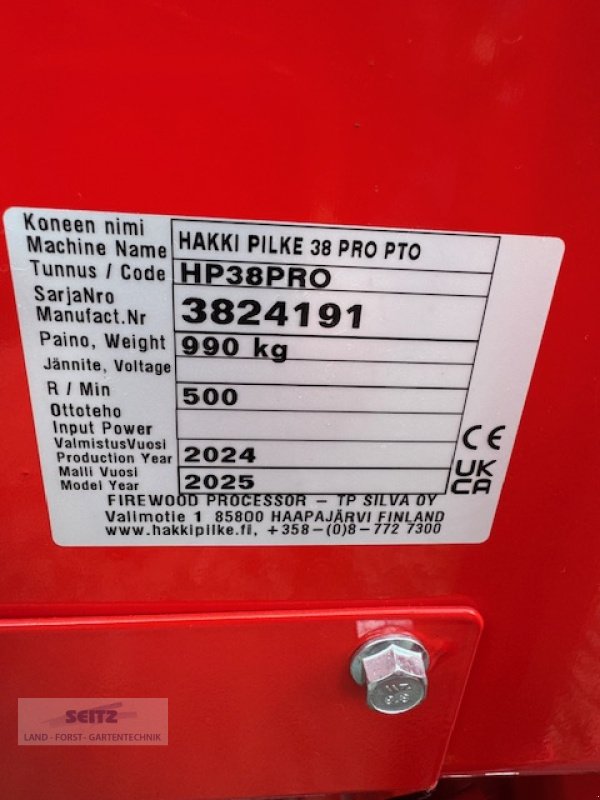 Koneen nimi
Machine Name HAKKI PILKE 38 PRO PTO
Tunnus / Code HP38PRO
SarjaNro
Manufact.Nr 3824191
Paino, Weight 990 kg
Jännite, Voltage
R / Min 500
Ottoteho
Input Power
ValmistusVuosi
Production Year 2024
Malli Vuosi
Model Year 2025
CE
UK
CA
FIREWOOD PROCESSOR - TP SILVA OY
Valimotie 1 85800 HAAPAJÄRVI FINLAND
www.hakkipilke.fi, +358-(0)8-772 7300
8.8
SEITZ
LAND - FORST - GARTENTECHNIK